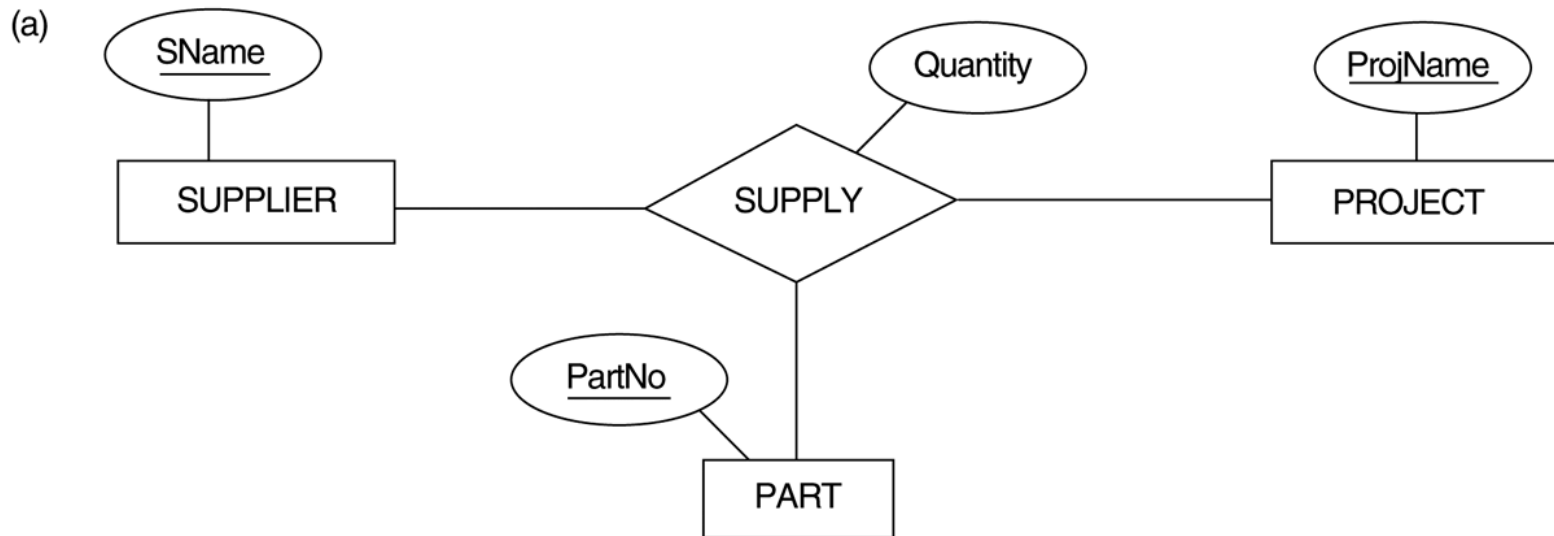 (a)
SName
Quantity
ProjName
SUPPLIER
SUPPLY
PROJECT
PartNo
PART